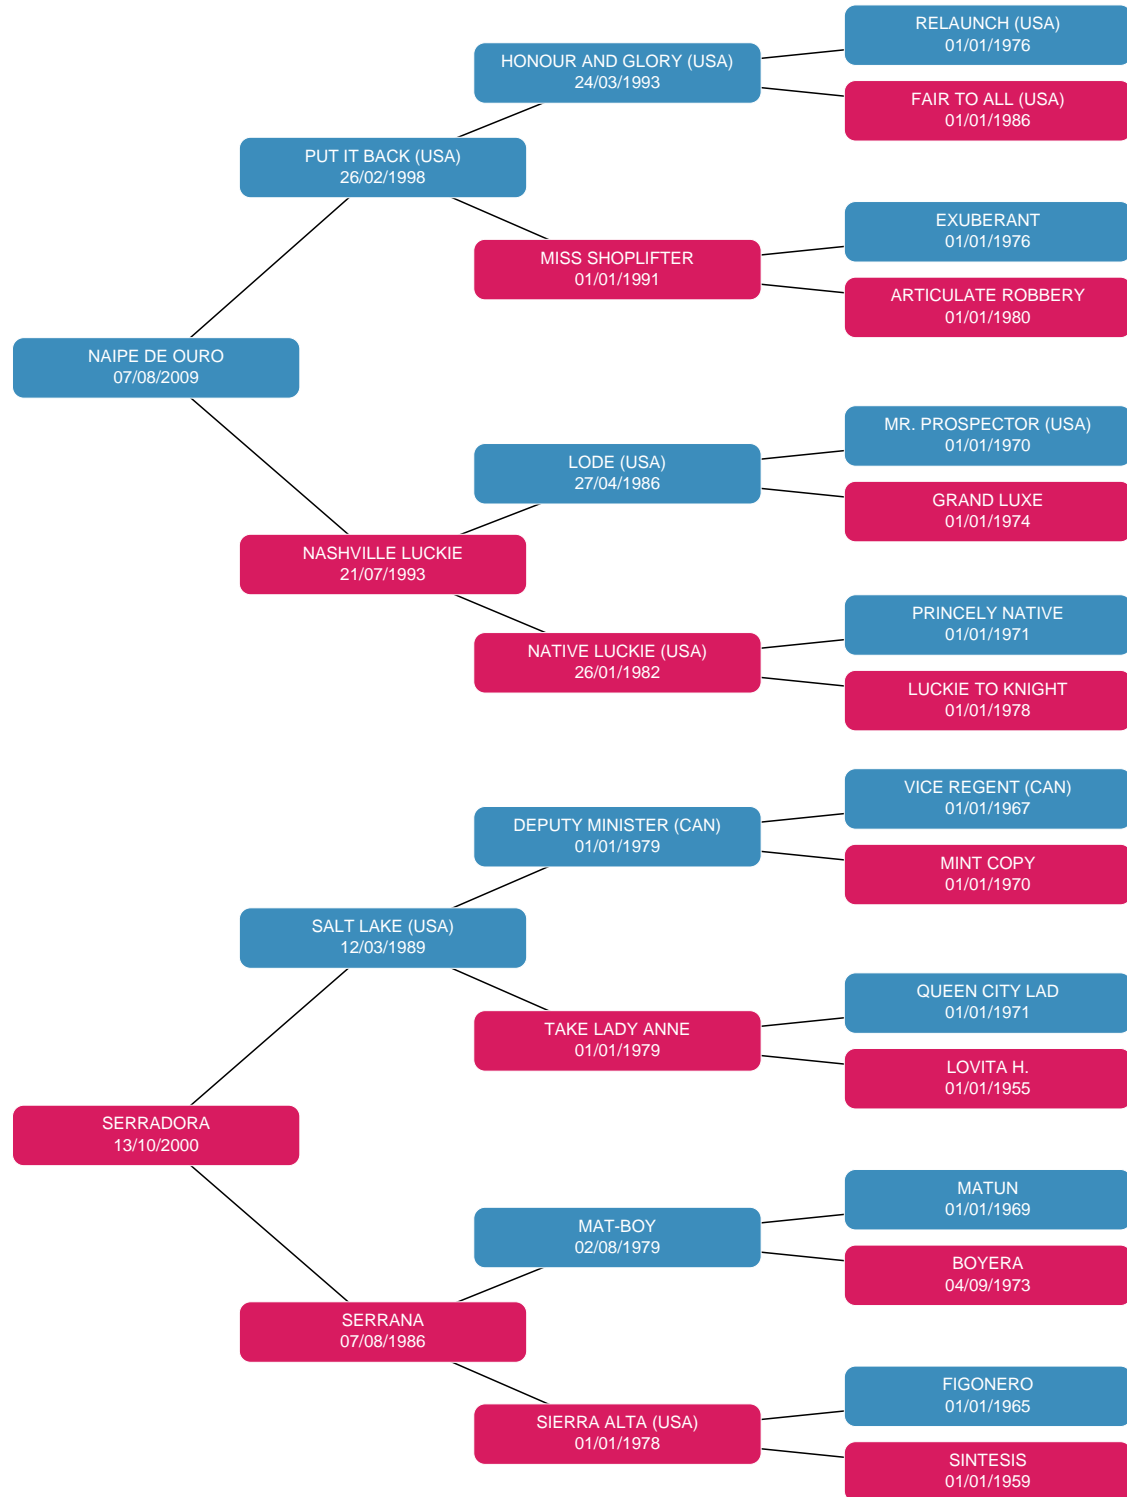 RELAUNCH (USA)
01/01/1976
HONOUR AND GLORY (USA)
24/03/1993
FAIR TO ALL (USA)
01/01/1986
PUT IT BACK (USA)
26/02/1998
EXUBERANT
01/01/1976
MISS SHOPLIFTER
01/01/1991
ARTICULATE ROBBERY
01/01/1980
NAIPE DE OURO
07/08/2009
MR. PROSPECTOR (USA)
01/01/1970
LODE (USA)
27/04/1986
GRAND LUXE
01/01/1974
NASHVILLE LUCKIE
21/07/1993
PRINCELY NATIVE
01/01/1971
NATIVE LUCKIE (USA)
26/01/1982
LUCKIE TO KNIGHT
01/01/1978
VICE REGENT (CAN)
01/01/1967
DEPUTY MINISTER (CAN)
01/01/1979
MINT COPY
01/01/1970
SALT LAKE (USA)
12/03/1989
QUEEN CITY LAD
01/01/1971
TAKE LADY ANNE
01/01/1979
LOVITA H.
01/01/1955
SERRADORA
13/10/2000
MATUN
01/01/1969
MAT-BOY
02/08/1979
BOYERA
04/09/1973
SERRANA
07/08/1986
FIGONERO
01/01/1965
SIERRA ALTA (USA)
01/01/1978
SINTESIS
01/01/1959